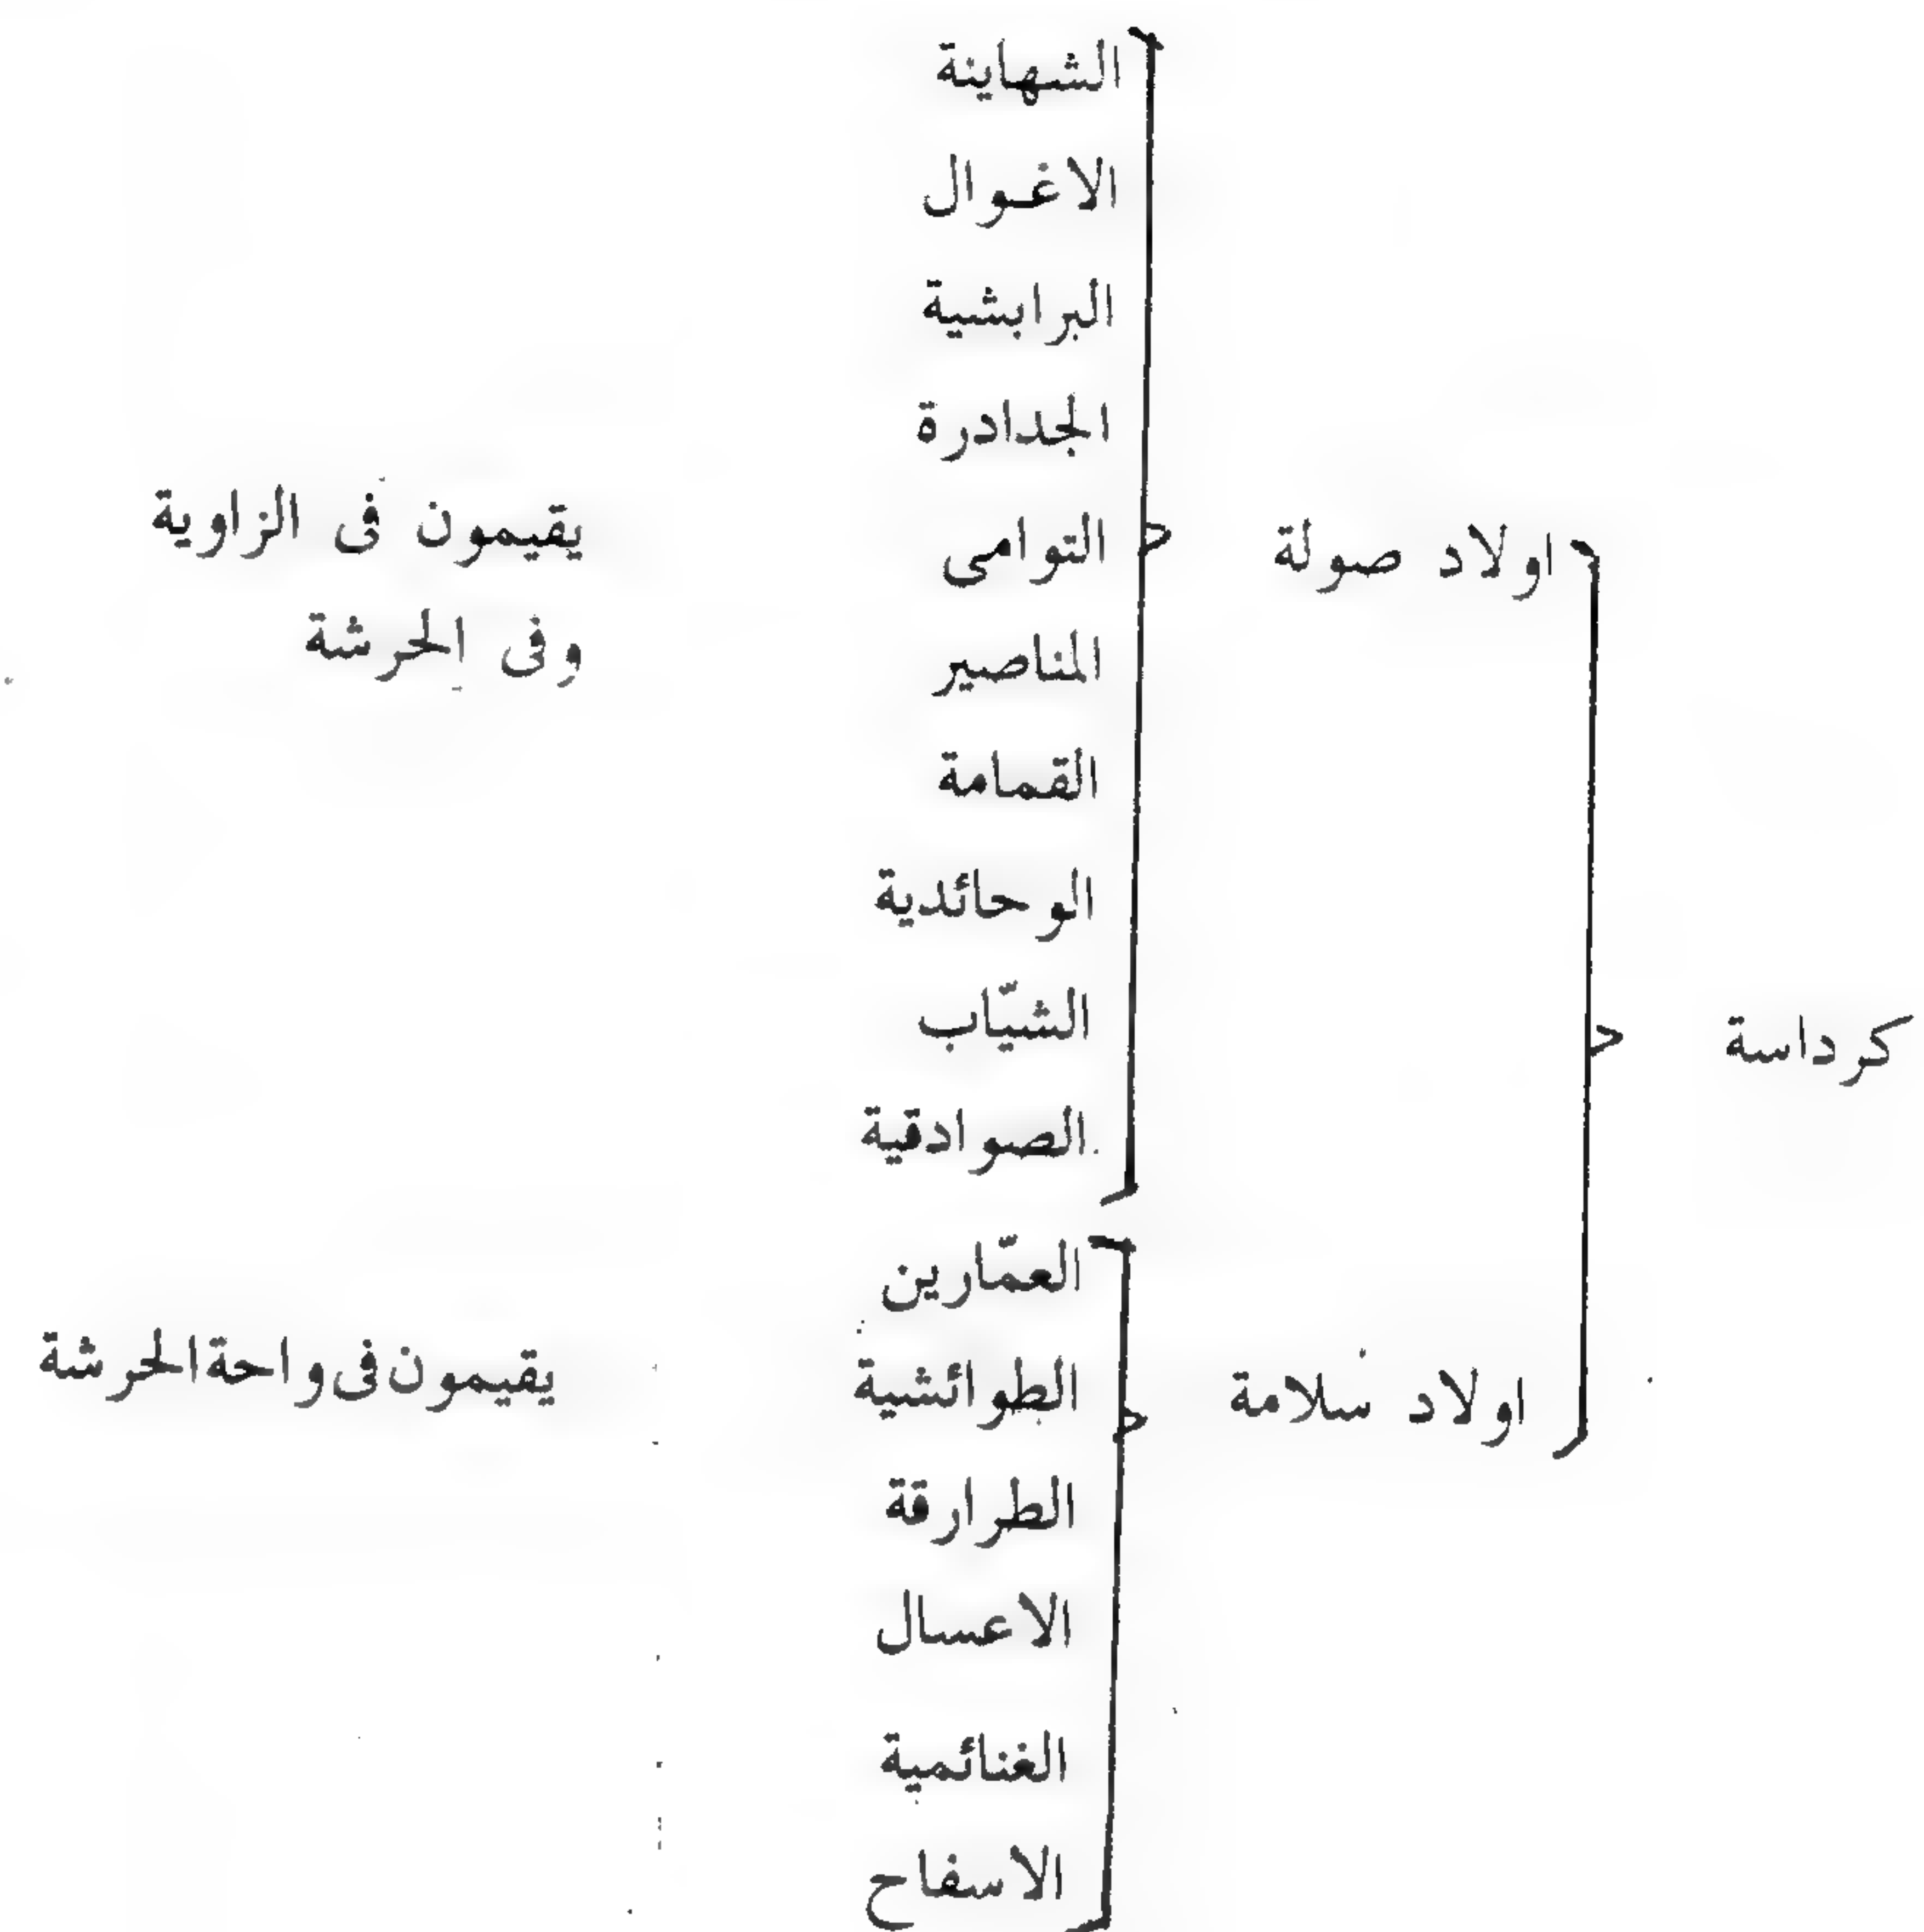 كرداسة
اولاد صولة
الشهاينة
الاغوال
البرابشية
الجدادرة
التوامى
المناصير
القمامة
الوحائدية
الشيّاب
الصوادقية
يقيمون فى الزاوية
وفى الحرشة
اولاد سلامة
العمّارين
الطوائشية
الطرارقة
الاعسال
الغنائمية
الاسفاح
يقيمون فى واحة الحرشة